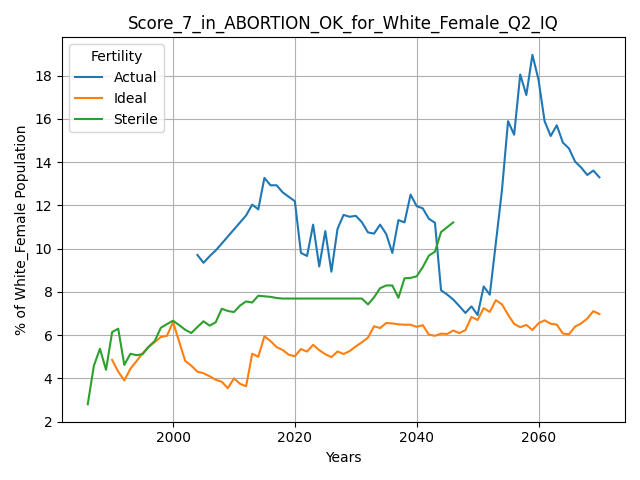 Score_7_in_ABORTION_OK_for_White_Female_Q2_IQ
Fertility
Actual
Ideal
Sterile
% of White_Female Population
18
16
14
12
10
8
6
4
2
2000 2020 2040 2060
Years